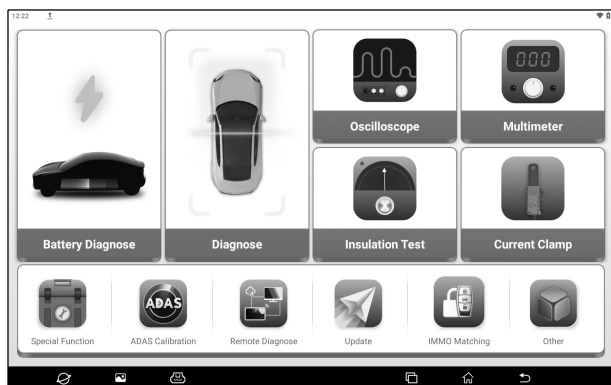 12:22
Battery Diagnose
Diagnose
Oscilloscope
000
Multimeter
Insulation Test
Current Clamp
Special Function
ADAS
ADAS Calibration
Remote Diagnose
Update
IMMO Matching
Other